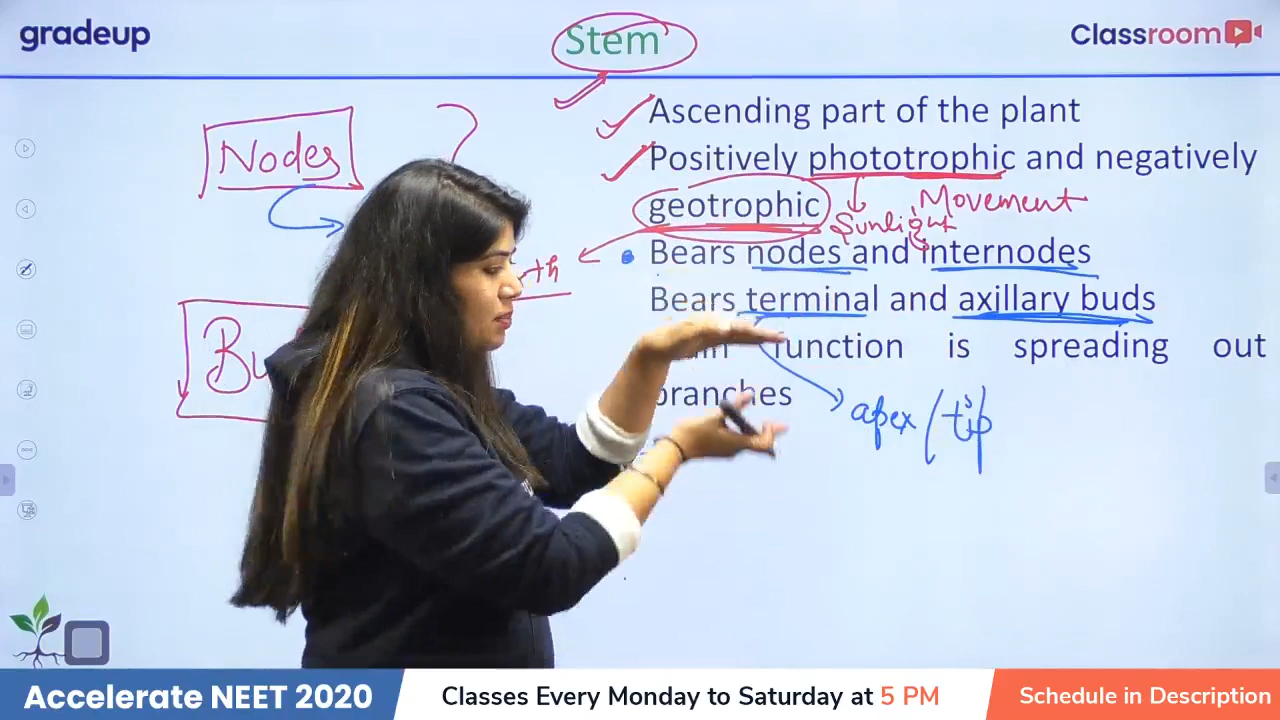 gradeup
Stem
Classroom
Nodes
Ascending part of the plant
Positively phototrophic and negatively
geotrophic
Movement
Sunlight
Bears nodes and internodes
Bears terminal and axillary buds
function is spreading out
branches
apex / tip
Accelerate NEET 2020
Classes Every Monday to Saturday at 5 PM
Schedule in Description